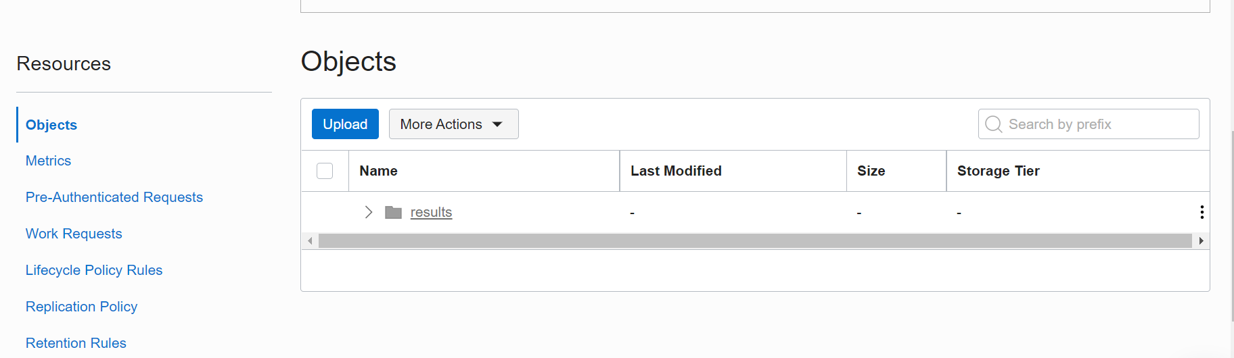 Resources
Objects
Metrics
Pre-Authenticated Requests
Work Requests
Lifecycle Policy Rules
Replication Policy
Retention Rules
Objects
Upload More Actions Search by prefix
Name Last Modified Size Storage Tier
results - - -